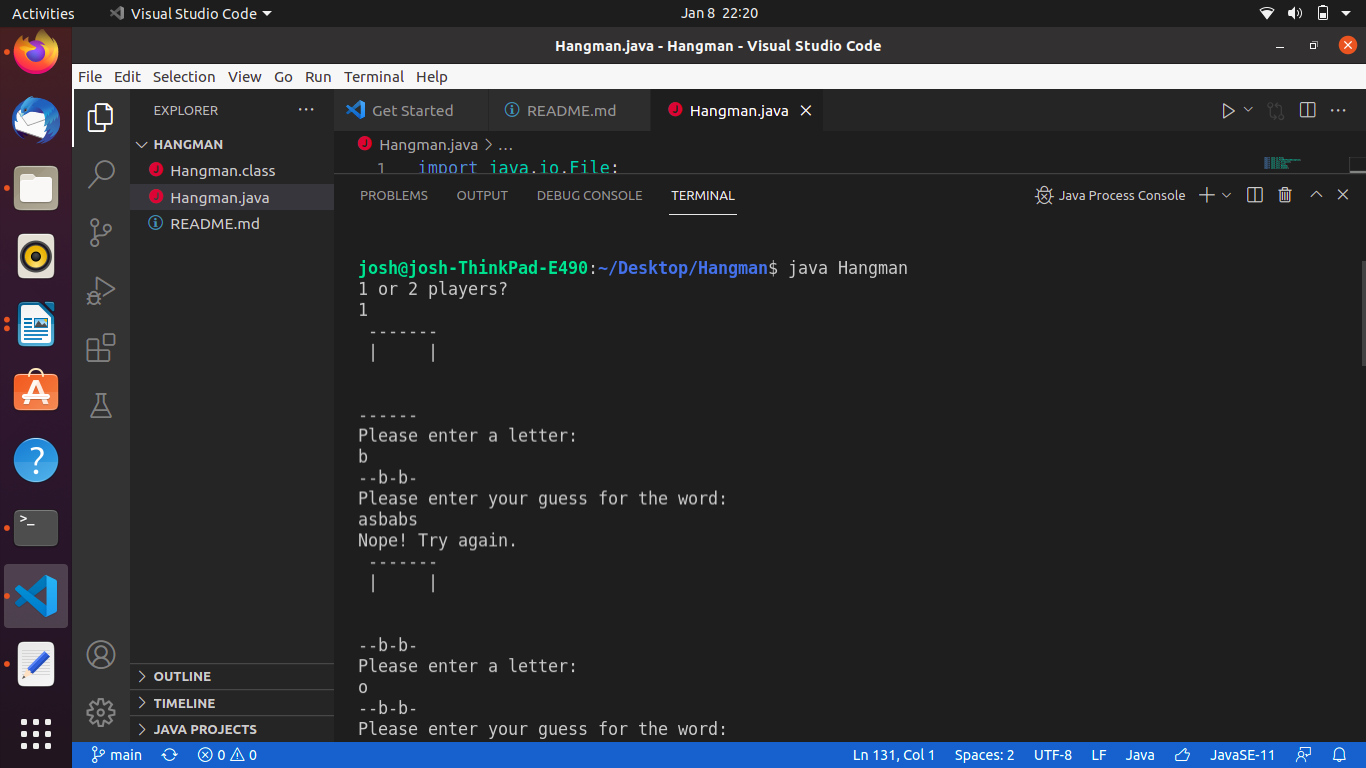 Activities Visual Studio Code Jan 8 22:20
Hangman.java - Hangman - Visual Studio Code
File Edit Selection View Go Run Terminal Help
EXPLORER
HANGMAN
Hangman.class
Hangman.java
README.md
OUTLINE
TIMELINE
JAVA PROJECTS
Get Started README.md Hangman.java
Hangman.java > ...
1 import java.io.File;
PROBLEMS OUTPUT DEBUG CONSOLE TERMINAL Java Process Console
josh@josh-ThinkPad-E490:~/Desktop/Hangman$ java Hangman
1 or 2 players?
1
 -------
 |     |
------
Please enter a letter:
b
--b-b-
Please enter your guess for the word:
asbabs
Nope! Try again.
 -------
 |     |
--b-b-
Please enter a letter:
o
--b-b-
Please enter your guess for the word:
main 0 0 Ln 131, Col 1 Spaces: 2 UTF-8 LF Java JavaSE-11